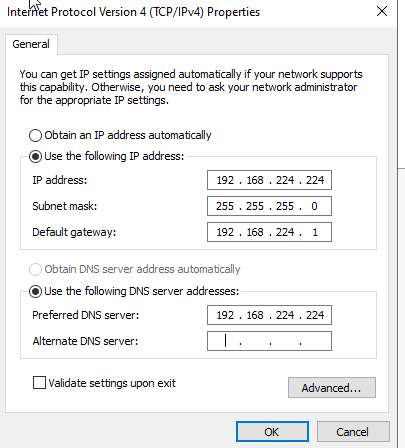 Internet Protocol Version 4 (TCP/IPv4) Properties
General
You can get IP settings assigned automatically if your network supports
this capability. Otherwise, you need to ask your network administrator
for the appropriate IP settings.
Obtain an IP address automatically
Use the following IP address:
IP address: 192 . 168 . 224 . 224
Subnet mask: 255 . 255 . 255 . 0
Default gateway: 192 . 168 . 224 . 1
Obtain DNS server address automatically
Use the following DNS server addresses:
Preferred DNS server: 192 . 168 . 224 . 224
Alternate DNS server: . . .
Validate settings upon exit
Advanced...
OK Cancel